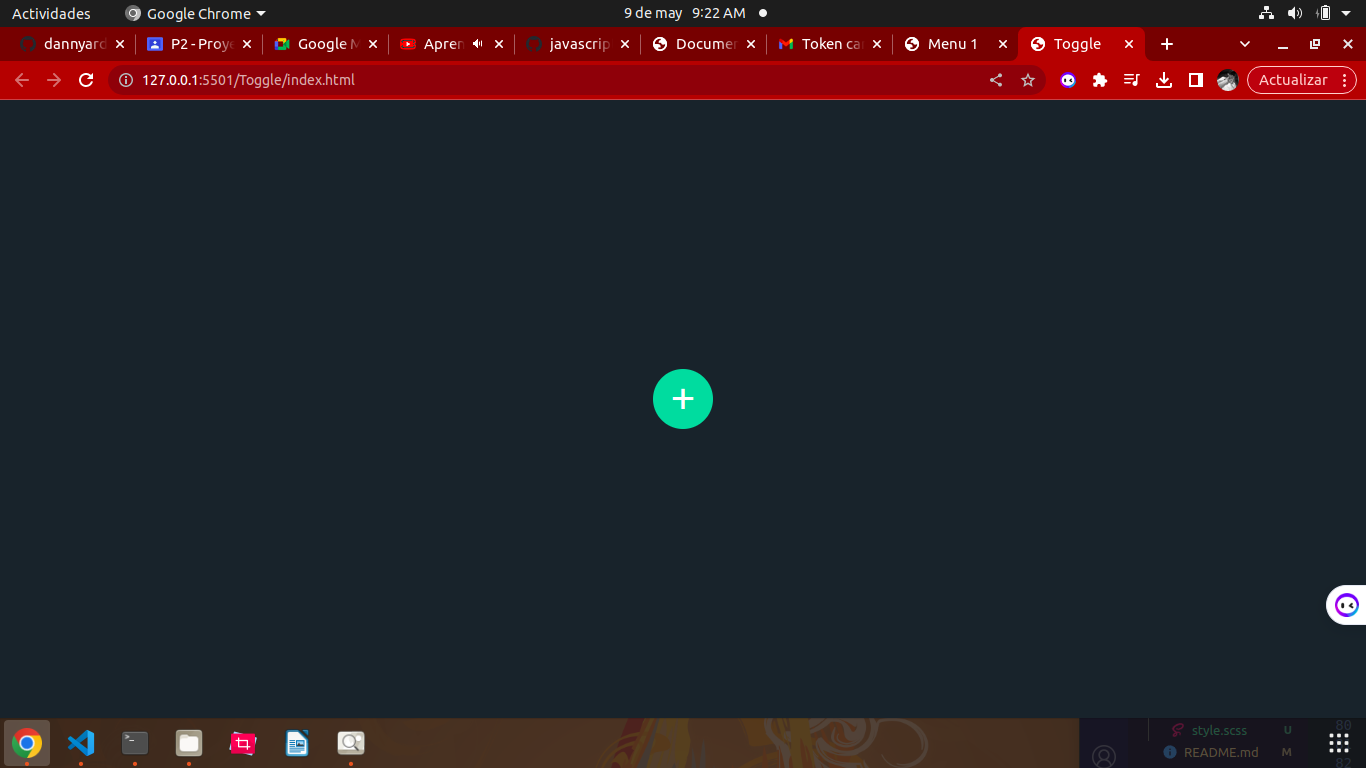 Actividades Google Chrome 9 de may 9:22 AM
dannyard P2 - Proye Google M Apren javascrip Documen Token ca Menu 1 Toggle
127.0.0.1:5501/Toggle/index.html Actualizar
+
style.scss U 80
README.md M
82